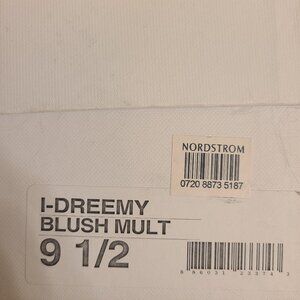 NORDSTROM
0720 8873 5187
I-DREEMY
BLUSH MULT
9 1/2